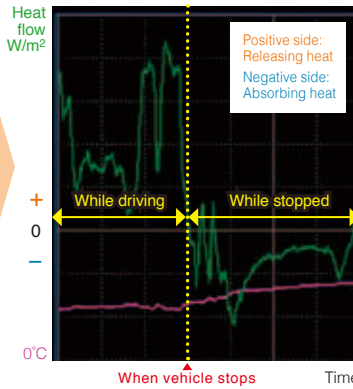 Heat
flow
W/m²
Positive side:
Releasing heat
Negative side:
Absorbing heat
+
While driving
While stopped
0
−
0°C
When vehicle stops
Time